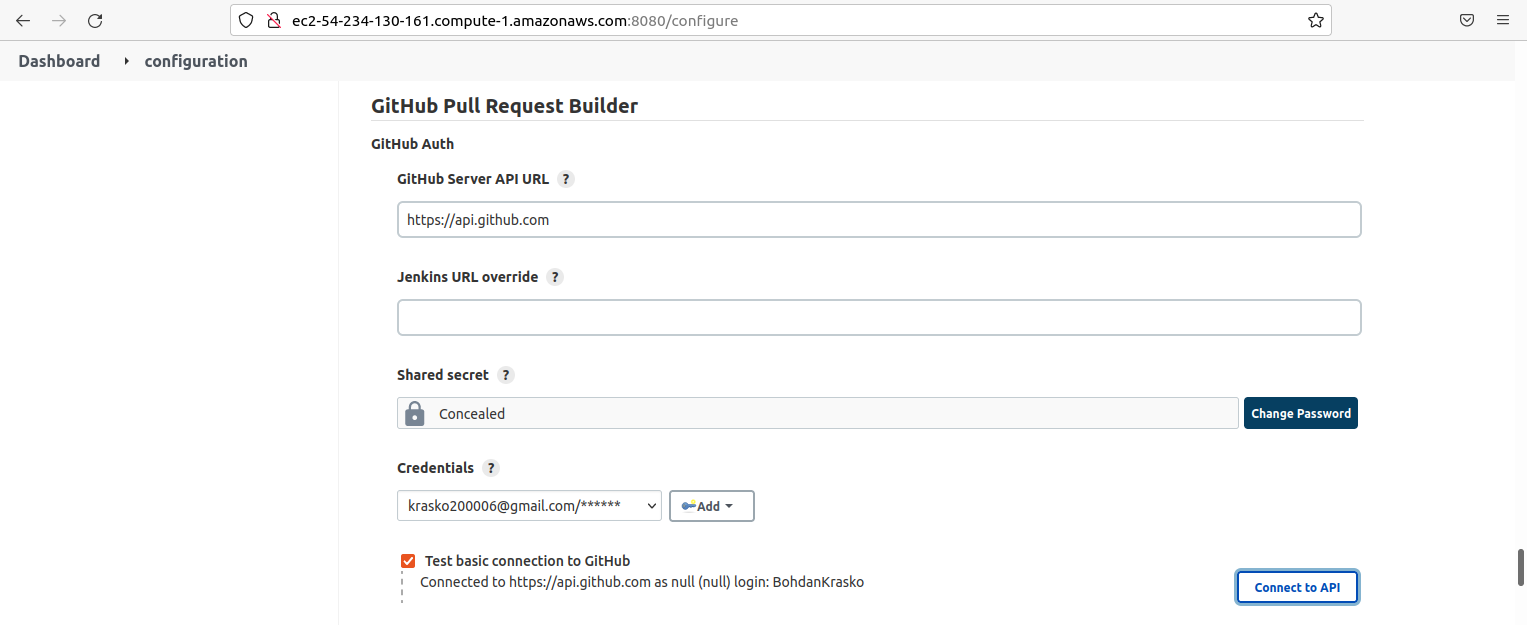 ec2-54-234-130-161.compute-1.amazonaws.com:8080/configure
Dashboard configuration
GitHub Pull Request Builder
GitHub Auth
GitHub Server API URL ?
https://api.github.com
Jenkins URL override ?
Shared secret ?
Concealed Change Password
Credentials ?
krasko200006@gmail.com/****** Add
Test basic connection to GitHub
Connected to https://api.github.com as null (null) login: BohdanKrasko
Connect to API